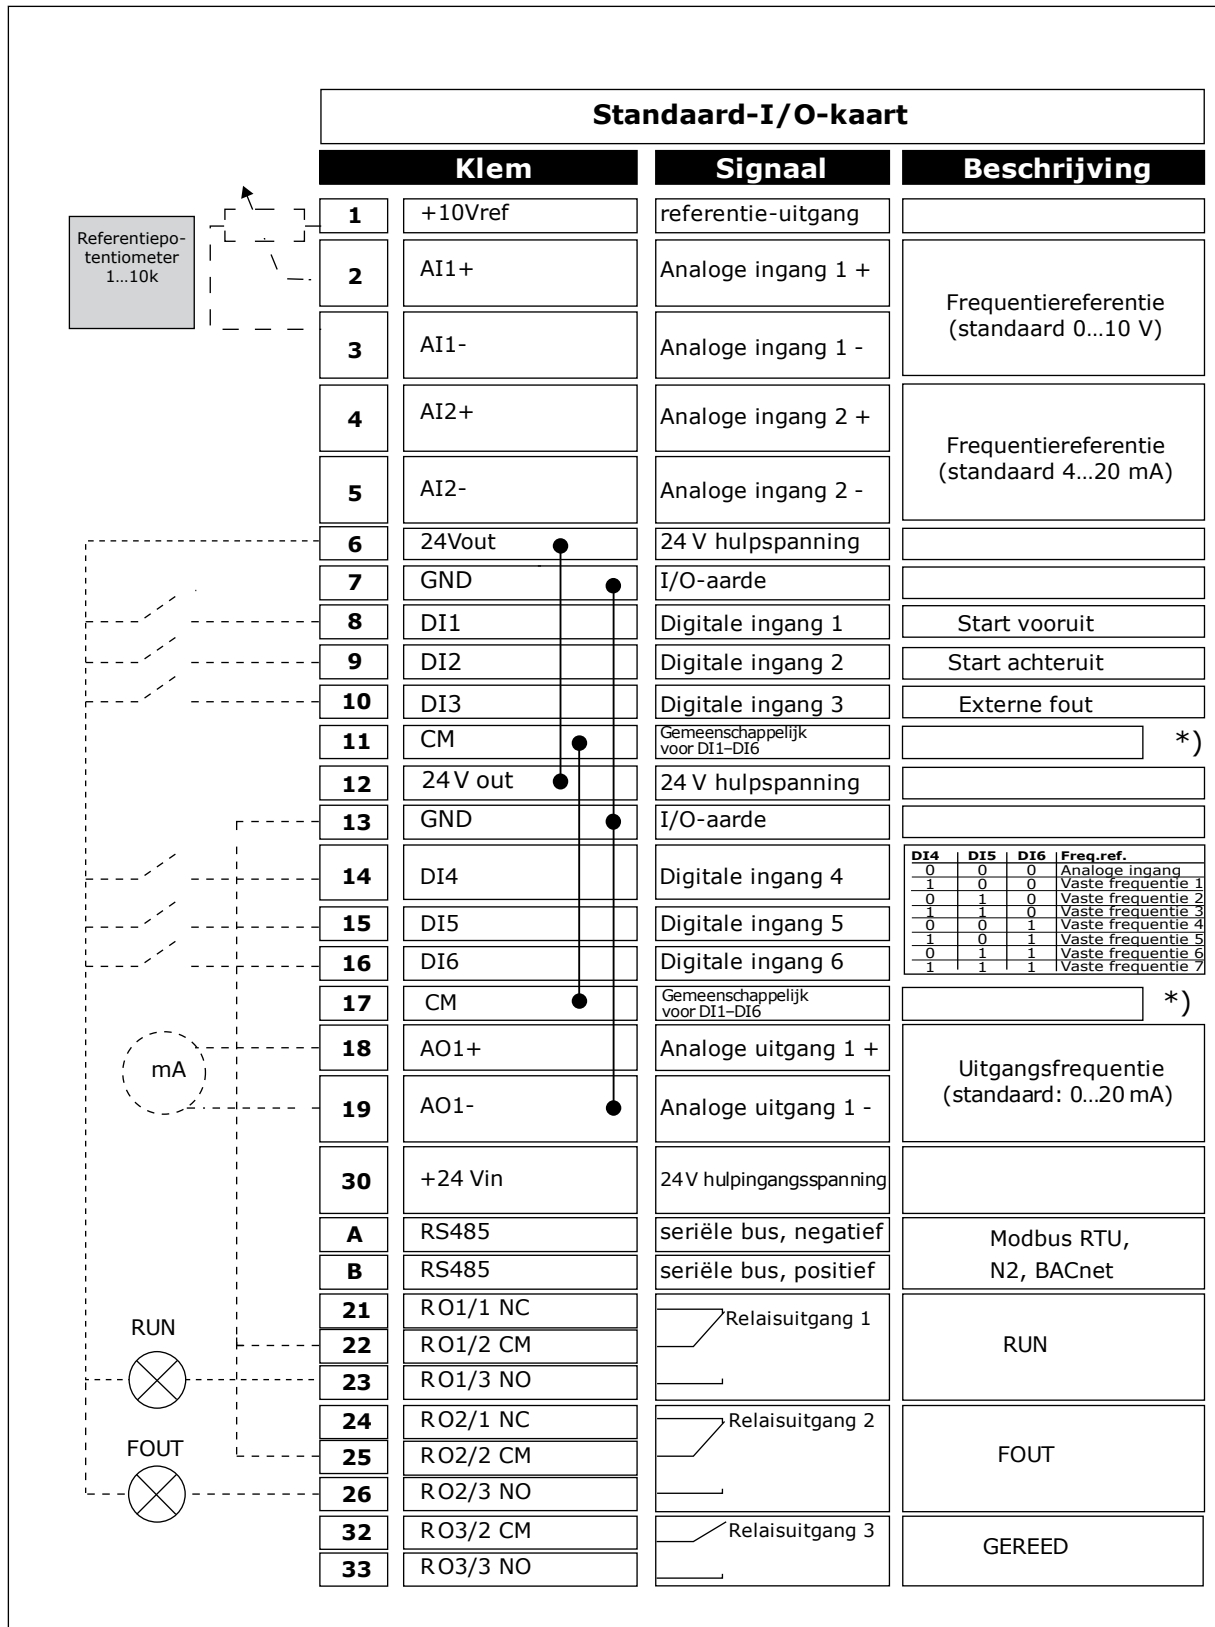 Standaard-I/O-kaart
Klem Signaal Beschrijving
Referentiepo-
tentiometer
1...10k
1 +10Vref referentie-uitgang
2 AI1+ Analoge ingang 1 +
Frequentiereferentie
(standaard 0...10 V)
3 AI1- Analoge ingang 1 -
4 AI2+ Analoge ingang 2 +
Frequentiereferentie
(standaard 4...20 mA)
5 AI2- Analoge ingang 2 -
6 24Vout 24 V hulpspanning
7 GND I/O-aarde
8 DI1 Digitale ingang 1 Start vooruit
9 DI2 Digitale ingang 2 Start achteruit
10 DI3 Digitale ingang 3 Externe fout
11 CM Gemeenschappelijk
voor DI1–DI6
*)
12 24 V out 24 V hulpspanning
13 GND I/O-aarde
14 DI4 Digitale ingang 4
15 DI5 Digitale ingang 5
16 DI6 Digitale ingang 6
DI4 DI5 DI6 Freq.ref.
0 0 0 Analoge ingang
1 0 0 Vaste frequentie 1
0 1 0 Vaste frequentie 2
1 1 0 Vaste frequentie 3
0 0 1 Vaste frequentie 4
1 0 1 Vaste frequentie 5
0 1 1 Vaste frequentie 6
1 1 1 Vaste frequentie 7
17 CM Gemeenschappelijk
voor DI1–DI6
*)
mA
18 AO1+ Analoge uitgang 1 +
Uitgangsfrequentie
(standaard: 0...20 mA)
19 AO1- Analoge uitgang 1 -
30 +24 Vin 24V hulpingangsspanning
A RS485 seriële bus, negatief
Modbus RTU,
N2, BACnet
B RS485 seriële bus, positief
21 RO1/1 NC Relaisuitgang 1
RUN
22 RO1/2 CM RUN
23 RO1/3 NO
24 RO2/1 NC Relaisuitgang 2
FOUT
25 RO2/2 CM FOUT
26 RO2/3 NO
32 RO3/2 CM Relaisuitgang 3
GEREED
33 RO3/3 NO